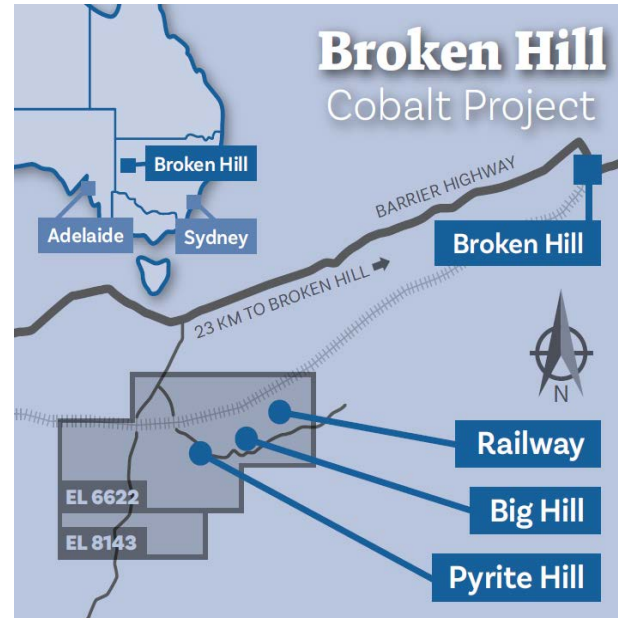 Broken Hill
Cobalt Project
Broken Hill
Adelaide
Sydney
BARRIER HIGHWAY
Broken Hill
23 KM TO BROKEN HILL
N
Railway
EL 6622
Big Hill
EL 8143
Pyrite Hill